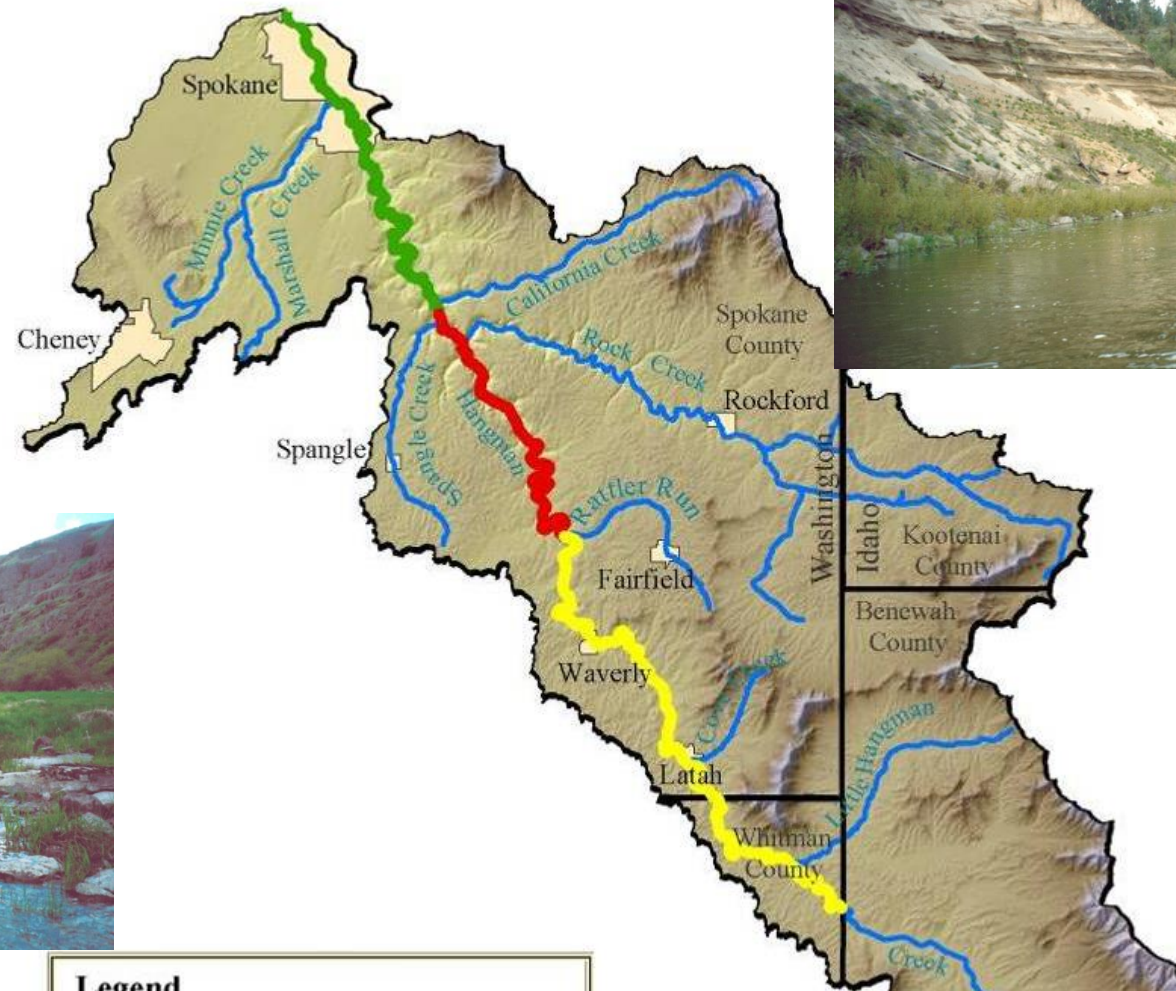 Spokane
Minnie Creek
Marshall Creek
Cheney
California Creek
Spokane
County
Rock Creek
Rockford
Spangle
Spangle Creek
Hangman
Rattler Run
Washington
Idaho
Kootenai
County
Fairfield
Benewah
County
Waverly
Latah
Little Hangman
Whitman
County
Creek
Legend